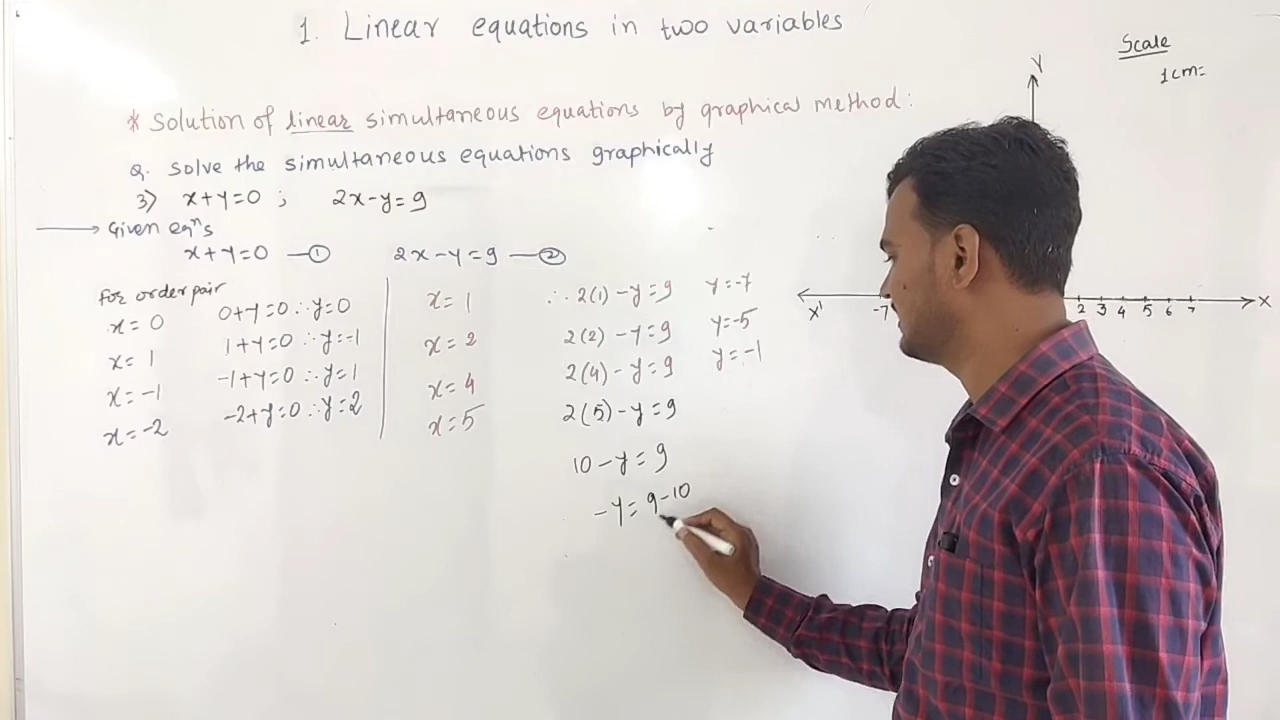 1. Linear equations in two variables
* Solution of linear simultaneous equations by graphical method:
Q. Solve the simultaneous equations graphically
3) x+y=0 ; 2x-y=9
Given eqⁿs
x+y=0 —① 2x-y=9 —②
for order pair
x=0 0+y=0 ∴y=0
x=1 1+y=0 ∴y=-1
x=-1 -1+y=0 ∴y=1
x=-2 -2+y=0 ∴y=2
x=1 ∴2(1)-y=9 y=-7
x=2 2(2)-y=9 y=-5
x=4 2(4)-y=9 y=-1
x=5 2(5)-y=9
10-y=9
-y=9-10
Scale
1cm=
Y
X' -7 2 3 4 5 6 7 X